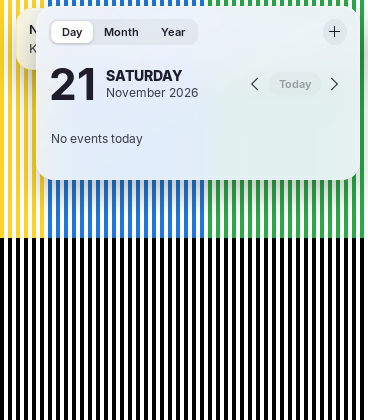 Day Month Year
21 SATURDAY
November 2026
Today
No events today